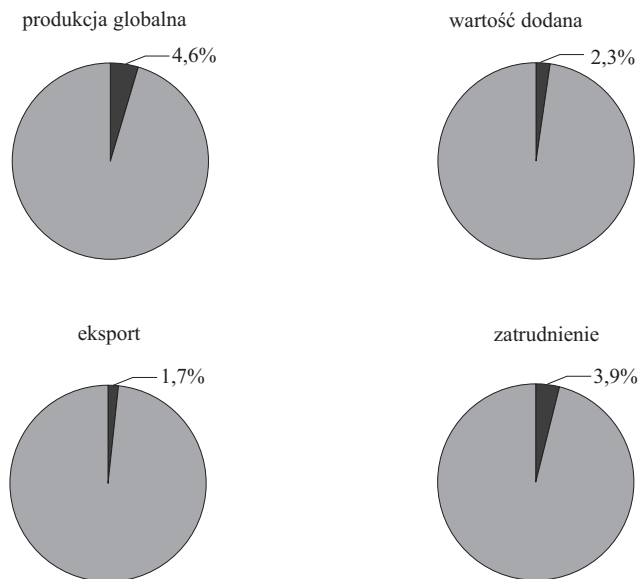 produkcja globalna
4,6%
wartość dodana
2,3%
eksport
1,7%
zatrudnienie
3,9%